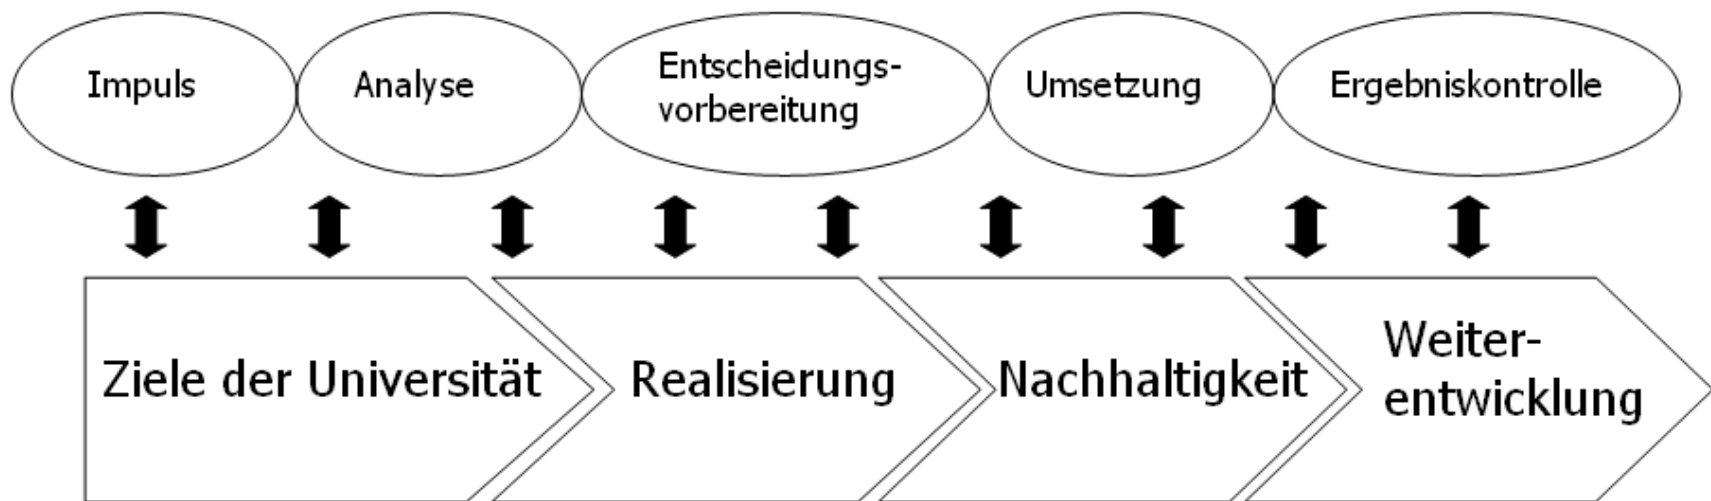 Impuls
Analyse
Entscheidungs-
vorbereitung
Umsetzung
Ergebniskontrolle
Ziele der Universität
Realisierung
Nachhaltigkeit
Weiter-
entwicklung